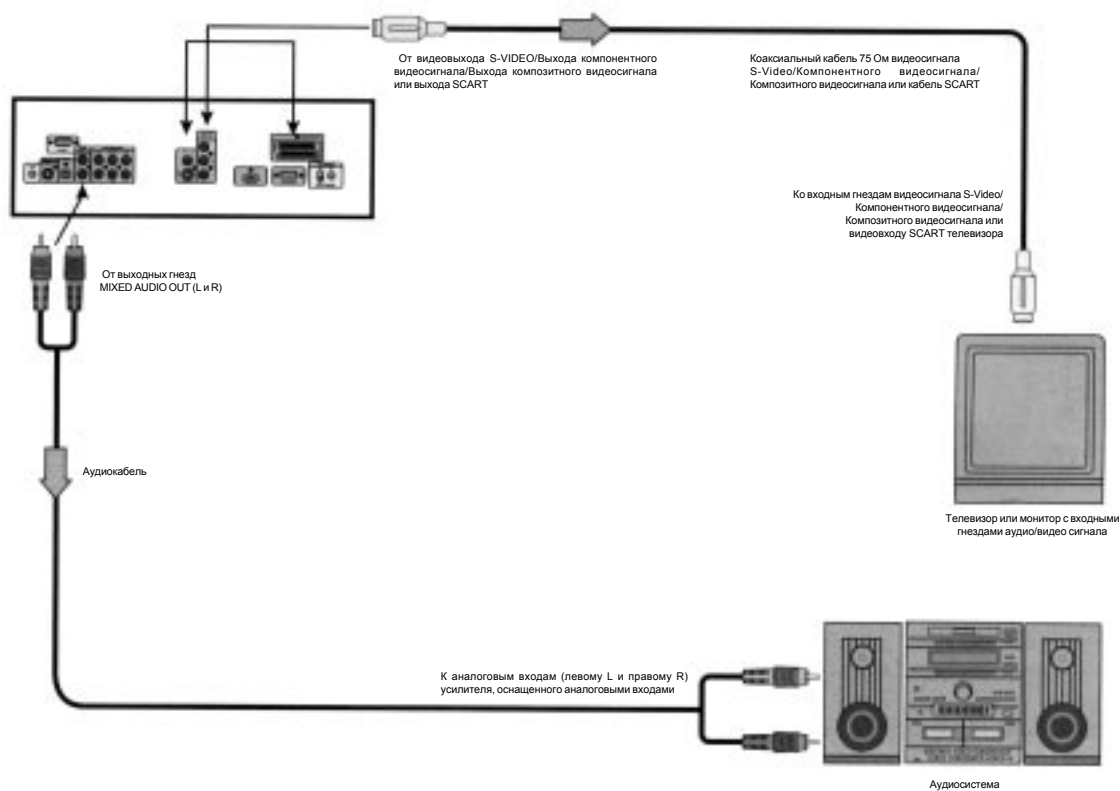 От видеовыхода S-VIDEO/Выхода компонентного
видеосигнала/Выхода композитного видеосигнала
или выхода SCART
Коаксиальный кабель 75 Ом видеосигнала
S-Video/Компонентного видеосигнала/
Композитного видеосигнала или кабель SCART
Ко входным гнездам видеосигнала S-Video/
Компонентного видеосигнала/
Композитного видеосигнала или
видеовходу SCART телевизора
От выходных гнезд
MIXED AUDIO OUT (L и R)
Аудиокабель
Телевизор или монитор с входными
гнездами аудио/видео сигнала
К аналоговым входам (левому L и правому R)
усилителя, оснащенного аналоговыми входами
Аудиосистема